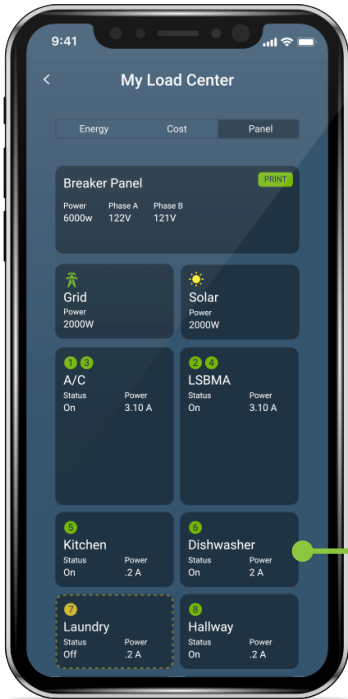 9:41
My Load Center
Energy Cost Panel
Breaker Panel PRINT
Power Phase A Phase B
6000w 122V 121V
Grid Solar
Power Power
2000W 2000W
1 3 2 4
A/C LSBMA
Status Power Status Power
On 3.10 A On 3.10 A
5 6
Kitchen Dishwasher
Status Power Status Power
On .2 A On 2 A
7 8
Laundry Hallway
Status Power Status Power
Off .2 A On .2 A